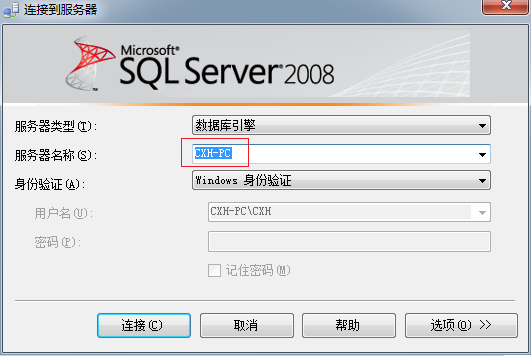 连接到服务器
Microsoft®
SQL Server® 2008
服务器类型(T): 数据库引擎
服务器名称(S): CXH-PC
身份验证(A): Windows 身份验证
用户名(U): CXH-PC\CXH
密码(P):
记住密码(M)
连接(C) 取消 帮助 选项(O) >>